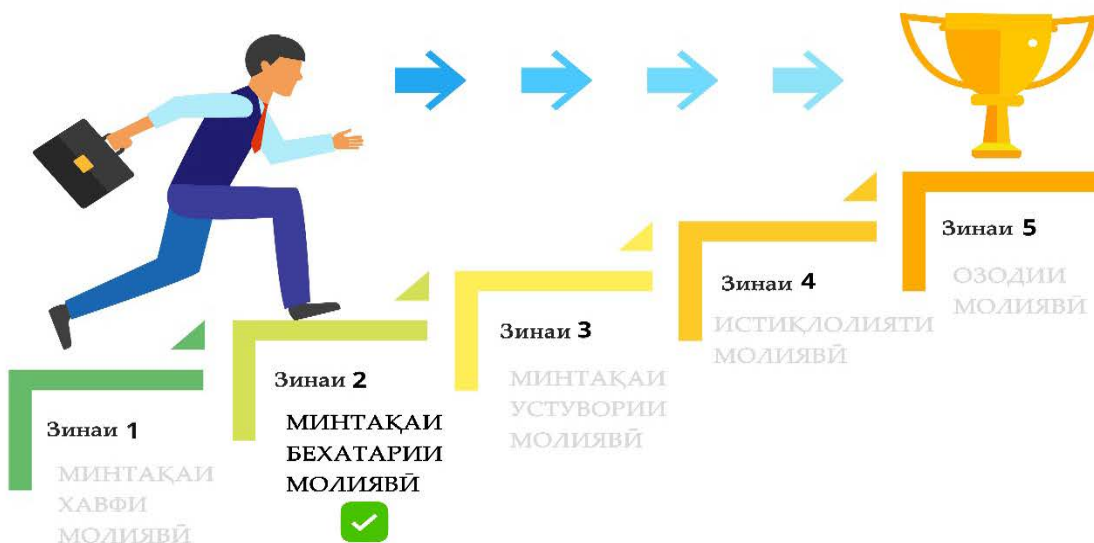 Зинаи 1
МИНТАҚАИ
ХАВФИ
МОЛИЯВӢ
Зинаи 2
МИНТАҚАИ
БЕХАТАРИИ
МОЛИЯВӢ
Зинаи 3
МИНТАҚАИ
УСТУВОРИИ
МОЛИЯВӢ
Зинаи 4
ИСТИҚЛОЛИЯТИ
МОЛИЯВӢ
Зинаи 5
ОЗОДИИ
МОЛИЯВӢ